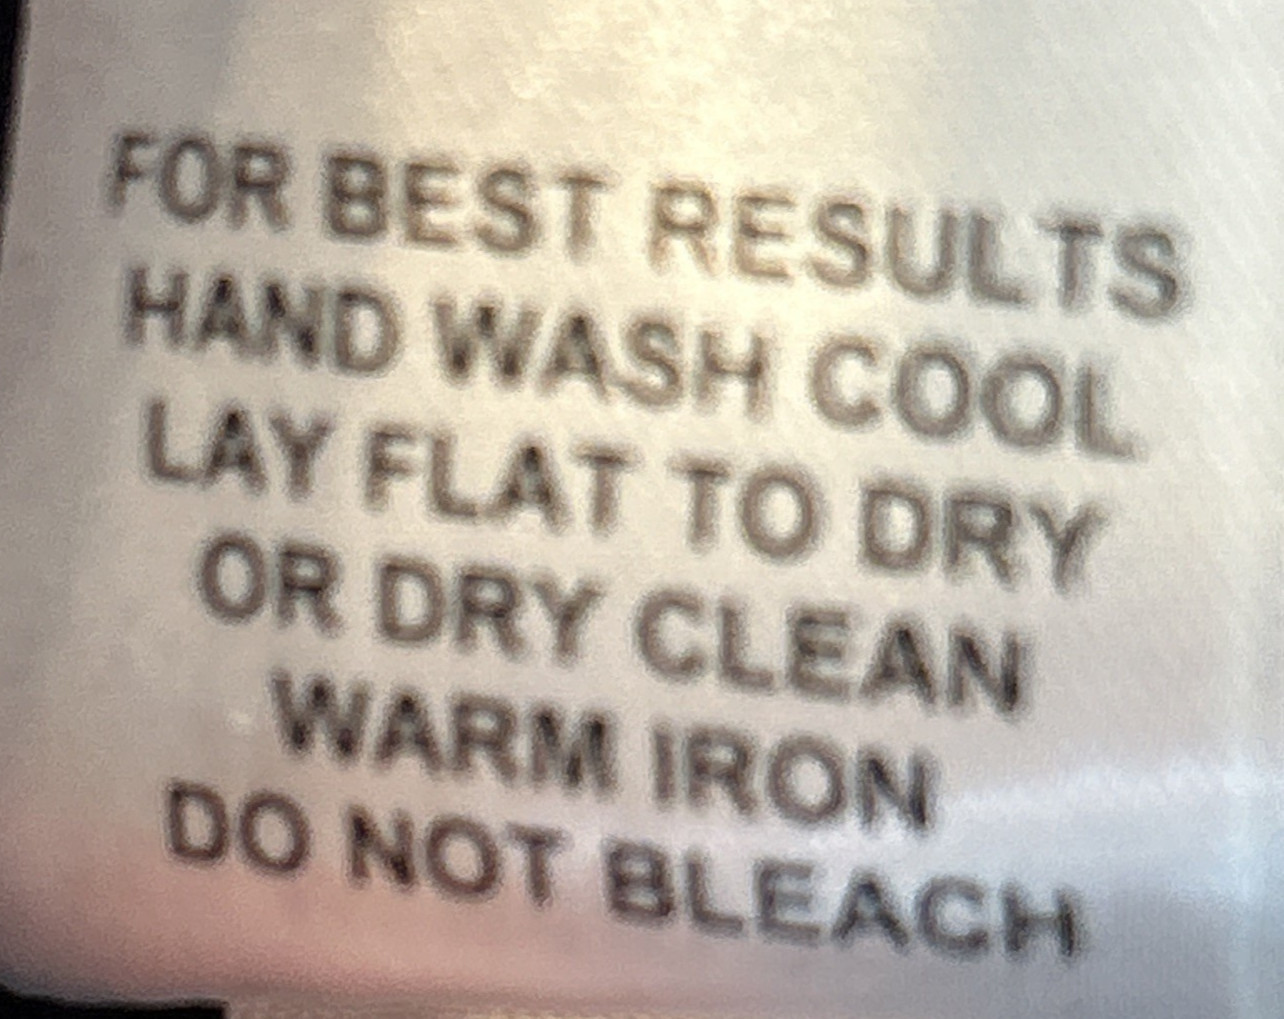 FOR BEST RESULTS
HAND WASH COOL
LAY FLAT TO DRY
OR DRY CLEAN
WARM IRON
DO NOT BLEACH